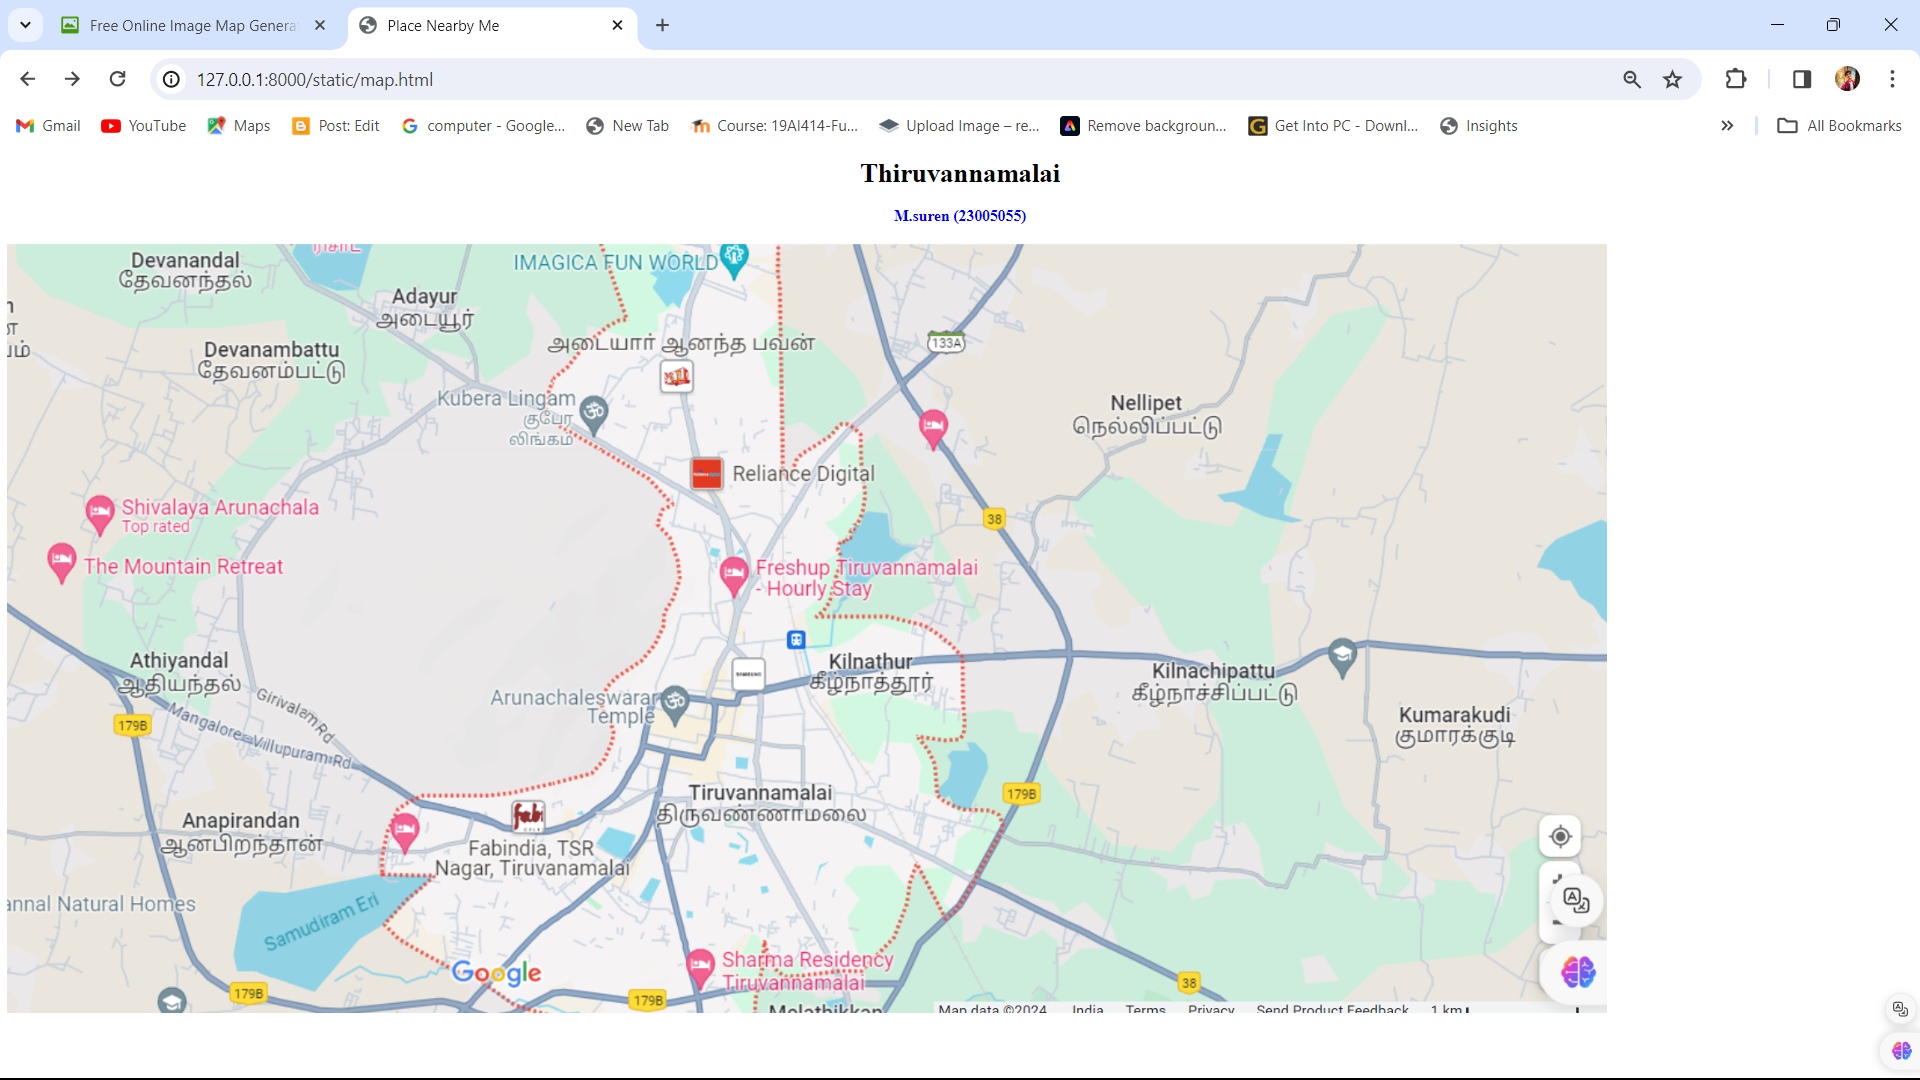 Free Online Image Map Genera
Place Nearby Me
127.0.0.1:8000/static/map.html
Gmail
YouTube
Maps
Post: Edit
computer - Google...
New Tab
Course: 19AI414-Fu...
Upload Image – re...
Remove backgroun...
Get Into PC - Downl...
Insights
All Bookmarks
Thiruvannamalai
M.suren (23005055)
Devanandal
தேவனந்தல்
IMAGICA FUN WORLD
Adayur
அடையூர்
Devanambattu
தேவனம்பட்டு
அடையார் ஆனந்த பவன்
133A
Kubera Lingam
குபேர
லிங்கம்
Nellipet
நெல்லிப்பட்டு
Reliance Digital
Shivalaya Arunachala
Top rated
38
The Mountain Retreat
Freshup Tiruvannamalai
- Hourly Stay
Athiyandal
ஆதியந்தல்
Kilnathur
கீழ்நாத்தூர்
SAMSUNG
Kilnachipattu
கீழ்நாச்சிப்பட்டு
Arunachaleswarar
Temple
Girivalam Rd
Mangalore - Villupuram Rd
179B
Kumarakudi
குமாரக்குடி
Tiruvannamalai
திருவண்ணாமலை
179B
Anapirandan
ஆனபிறந்தான்
fabi
Fabindia, TSR
Nagar, Tiruvanamalai
annal Natural Homes
Samudiram Eri
Google
Sharma Residency
Tiruvannamalai
179B
179B
38
Melathikkan
Map data ©2024
India
Terms
Privacy
Send Product Feedback
1 km